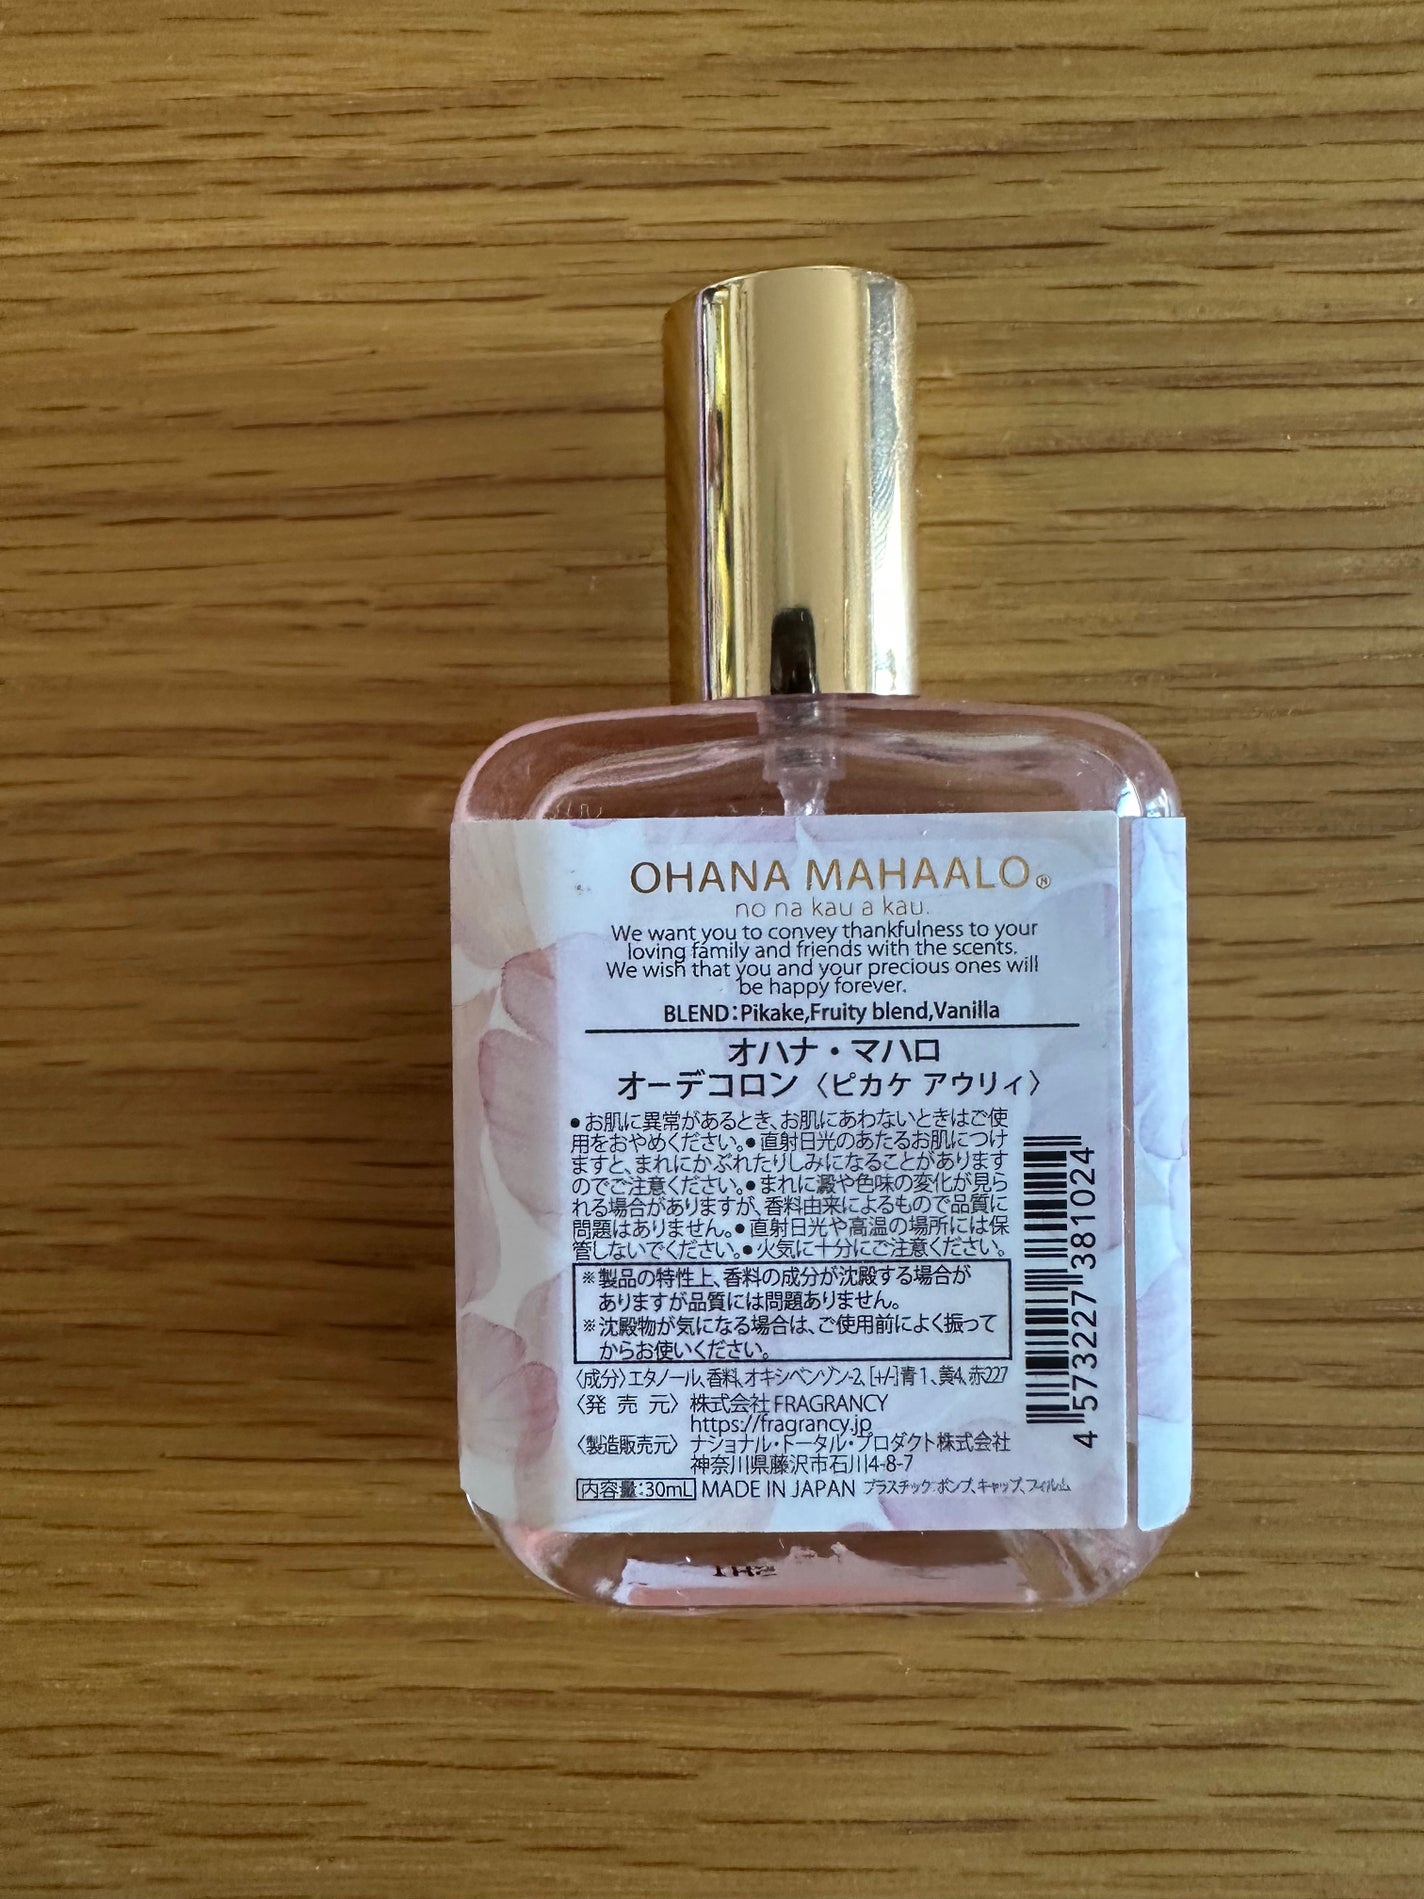 OHANA MAHAALO®
no na kau a kau.
We want you to convey thankfulness to your
loving family and friends with the scents.
We wish that you and your precious ones will
be happy forever.
BLEND:Pikake,Fruity blend,Vanilla
オハナ・マハロ
オーデコロン〈ピカケ アウリィ〉
●お肌に異常があるとき、お肌にあわないときはご使
用をおやめください。●直射日光のあたるお肌につけ
ますと、まれにかぶれたりしみになることがあります
のでご注意ください。●まれに澱や色味の変化が見ら
れる場合がありますが、香料由来によるもので品質に
問題はありません。●直射日光や高温の場所には保
管しないでください。●火気に十分にご注意ください。
※製品の特性上、香料の成分が沈殿する場合が
ありますが品質には問題ありません。
※沈殿物が気になる場合は、ご使用前によく振って
からお使いください。
〈成分〉エタノール、香料、オキシベンゾン-2、[+/-]青1、黄4、赤227
〈発売元〉株式会社FRAGRANCY
https://fragrancy.jp
〈製造販売元〉ナショナル・トータル・プロダクト株式会社
神奈川県藤沢市石川4-8-7
内容量:30mL MADE IN JAPAN プラスチック:ポンプ、キャップ、フィルム
4573227381024